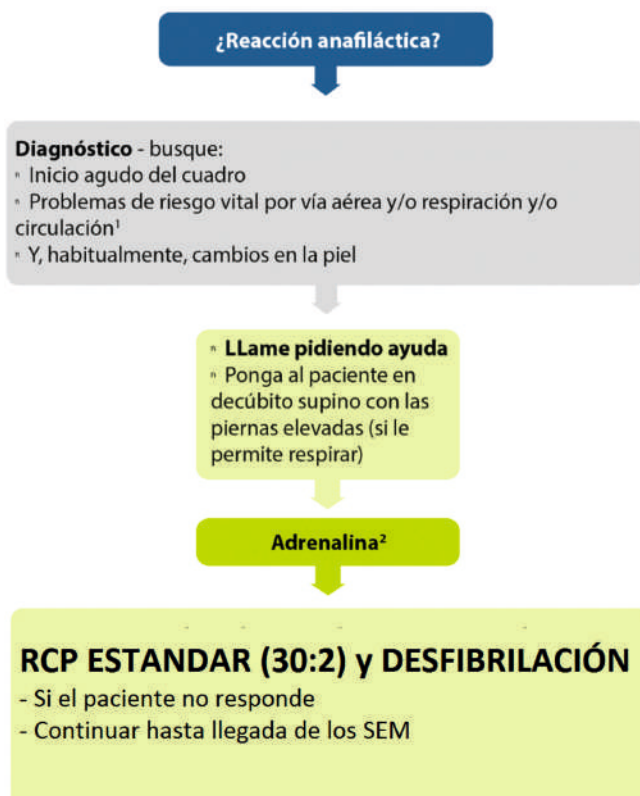 ¿Reacción anafiláctica?
Diagnóstico - busque:
▫ Inicio agudo del cuadro
▫ Problemas de riesgo vital por vía aérea y/o respiración y/o
circulación¹
▫ Y, habitualmente, cambios en la piel
▫ LLame pidiendo ayuda
▫ Ponga al paciente en
decúbito supino con las
piernas elevadas (si le
permite respirar)
Adrenalina²
RCP ESTANDAR (30:2) y DESFIBRILACIÓN
- Si el paciente no responde
- Continuar hasta llegada de los SEM